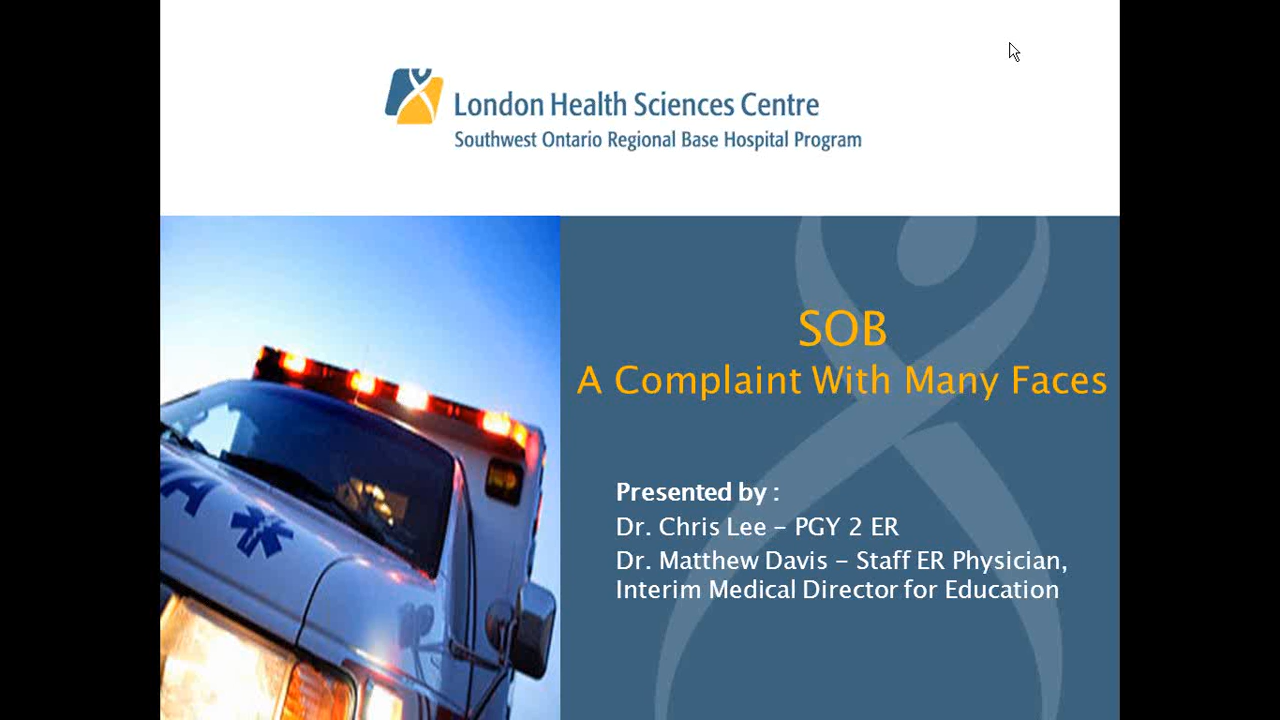 London Health Sciences Centre
Southwest Ontario Regional Base Hospital Program
SOB
A Complaint With Many Faces
Presented by :
Dr. Chris Lee – PGY 2 ER
Dr. Matthew Davis – Staff ER Physician,
Interim Medical Director for Education